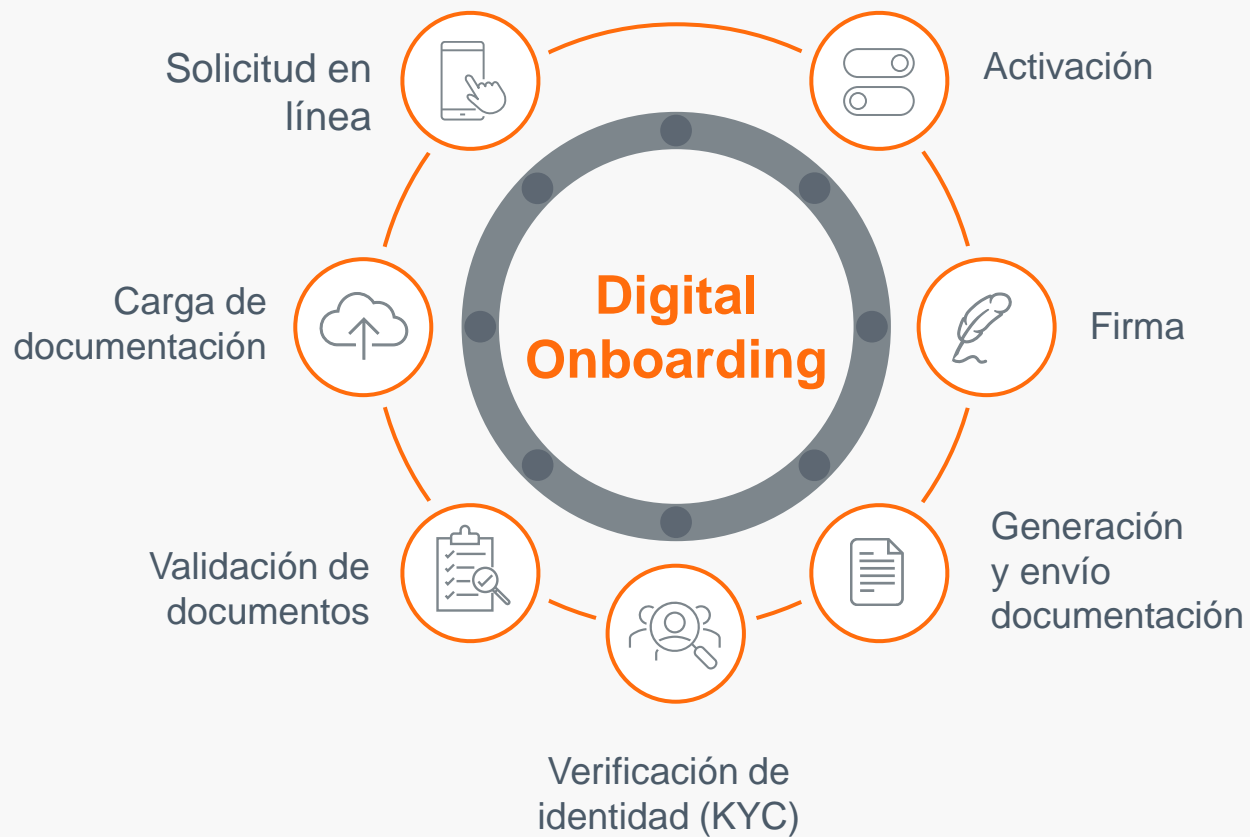 Solicitud en
línea
Activación
Digital
Onboarding
Carga de
documentación
Firma
Validación de
documentos
Generación
y envío
documentación
Verificación de
identidad (KYC)